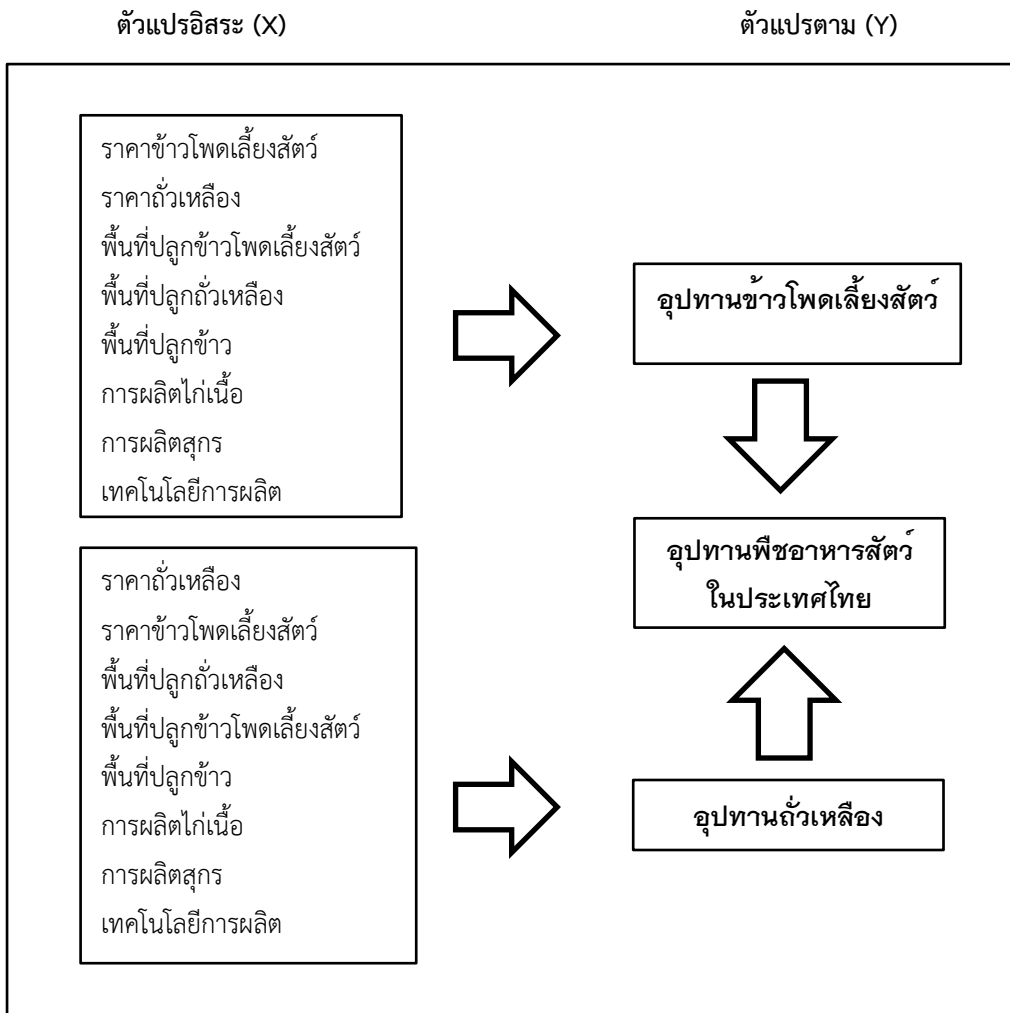 ตัวแปรอิสระ (X)
ตัวแปรตาม (Y)
ราคาข้าวโพดเลี้ยงสัตว์
ราคาถั่วเหลือง
พื้นที่ปลูกข้าวโพดเลี้ยงสัตว์
พื้นที่ปลูกถั่วเหลือง
พื้นที่ปลูกข้าว
การผลิตไก่เนื้อ
การผลิตสุกร
เทคโนโลยีการผลิต
อุปทานข้าวโพดเลี้ยงสัตว์
อุปทานพืชอาหารสัตว์
ในประเทศไทย
ราคาถั่วเหลือง
ราคาข้าวโพดเลี้ยงสัตว์
พื้นที่ปลูกถั่วเหลือง
พื้นที่ปลูกข้าวโพดเลี้ยงสัตว์
พื้นที่ปลูกข้าว
การผลิตไก่เนื้อ
การผลิตสุกร
เทคโนโลยีการผลิต
อุปทานถั่วเหลือง